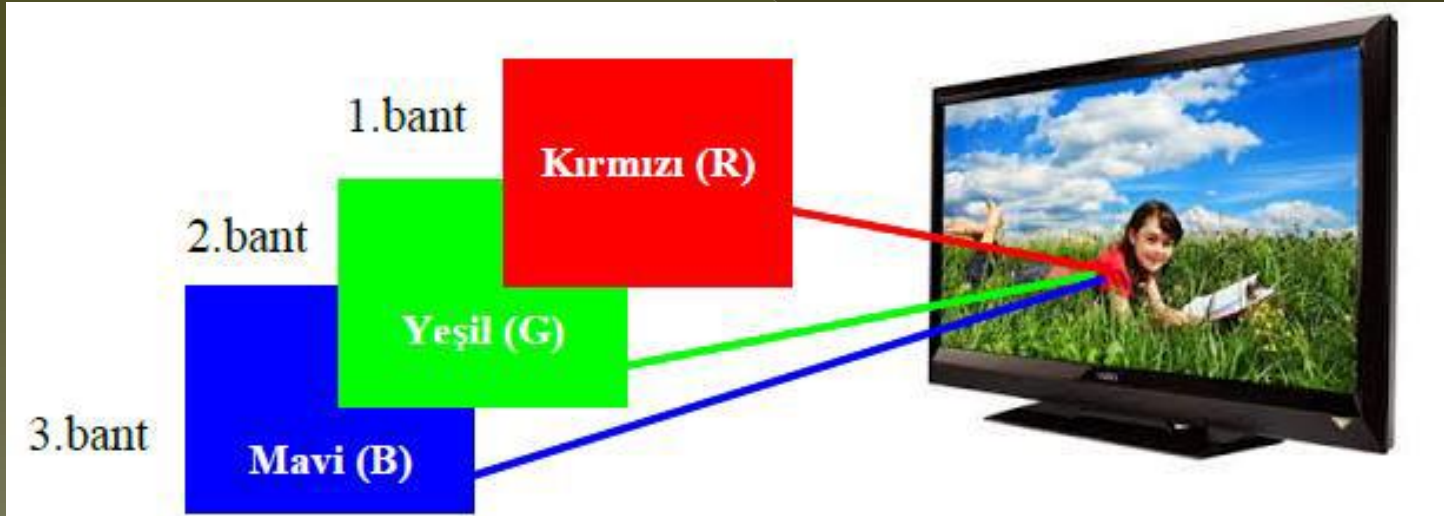 1.bant
Kırmızı (R)
2.bant
Yeşil (G)
3.bant
Mavi (B)